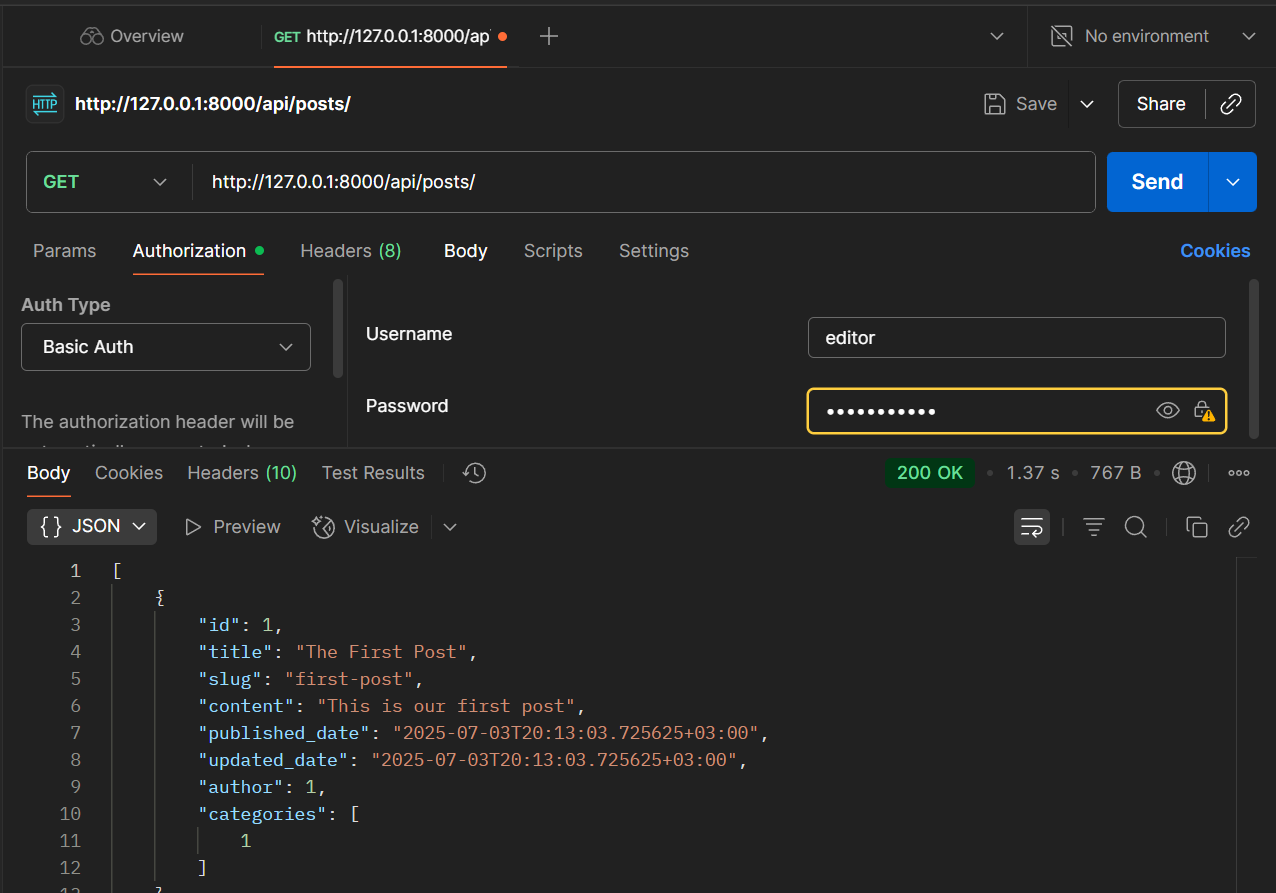 Overview
GET http://127.0.0.1:8000/ap
No environment
HTTP http://127.0.0.1:8000/api/posts/
Save
Share
GET http://127.0.0.1:8000/api/posts/
Send
Params Authorization Headers (8) Body Scripts Settings Cookies
Auth Type
Basic Auth
The authorization header will be
Username editor
Password •••••••••••
Body Cookies Headers (10) Test Results 200 OK • 1.37 s • 767 B •
{} JSON Preview Visualize
1 [
2 {
3 "id": 1,
4 "title": "The First Post",
5 "slug": "first-post",
6 "content": "This is our first post",
7 "published_date": "2025-07-03T20:13:03.725625+03:00",
8 "updated_date": "2025-07-03T20:13:03.725625+03:00",
9 "author": 1,
10 "categories": [
11 1
12 ]